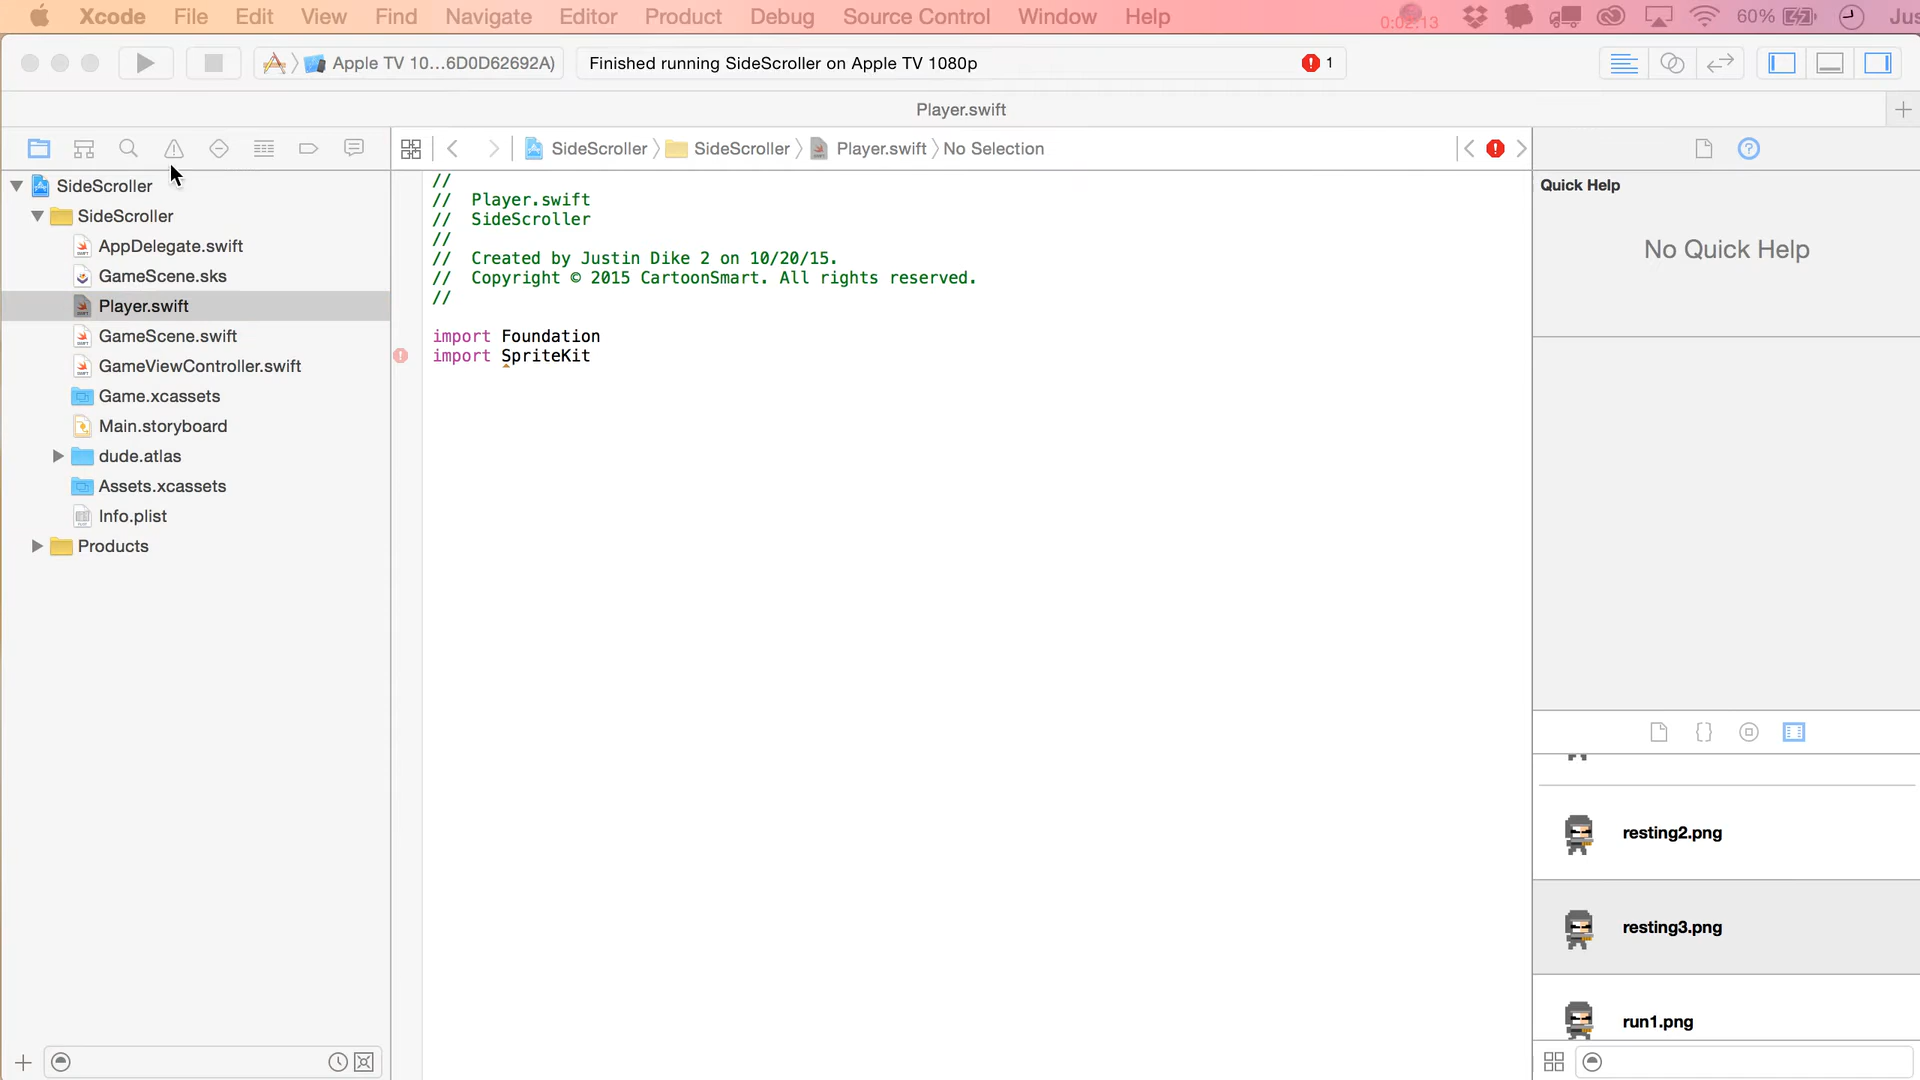 Xcode File Edit View Find Navigate Editor Product Debug Source Control Window Help 0:02:13 60% Jus
Apple TV 10...6D0D62692A) Finished running SideScroller on Apple TV 1080p 1
Player.swift
SideScroller SideScroller Player.swift No Selection
SideScroller
SideScroller
AppDelegate.swift
GameScene.sks
Player.swift
GameScene.swift
GameViewController.swift
Game.xcassets
Main.storyboard
dude.atlas
Assets.xcassets
Info.plist
Products
//
// Player.swift
// SideScroller
//
// Created by Justin Dike 2 on 10/20/15.
// Copyright © 2015 CartoonSmart. All rights reserved.
//
import Foundation
import SpriteKit
Quick Help
No Quick Help
resting2.png
resting3.png
run1.png